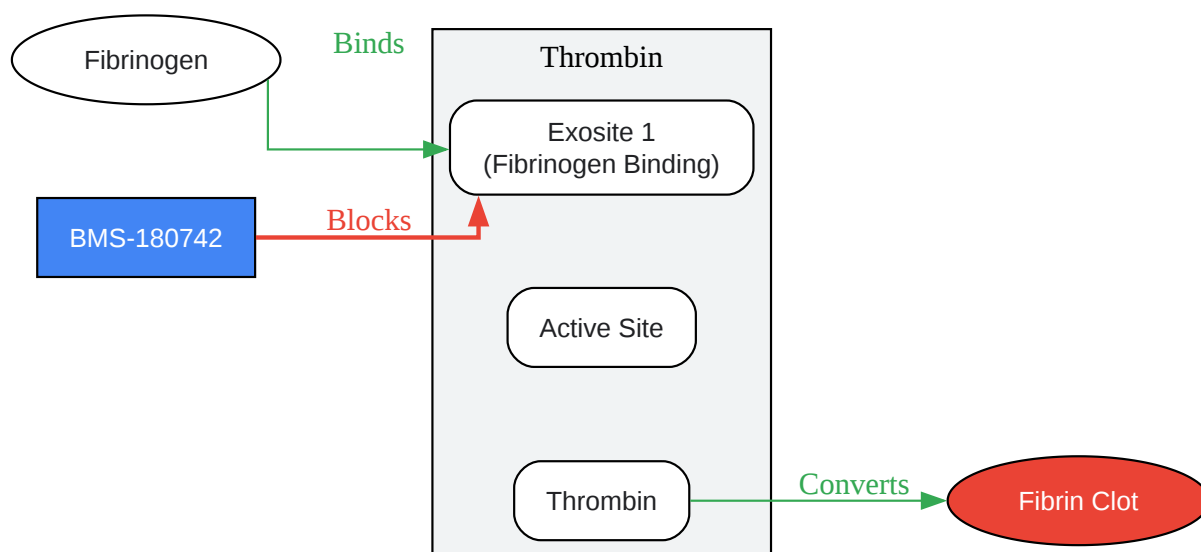 Fibrinogen
Binds
Thrombin
Exosite 1
(Fibrinogen Binding)
BMS-180742
Blocks
Active Site
Thrombin
Converts
Fibrin Clot